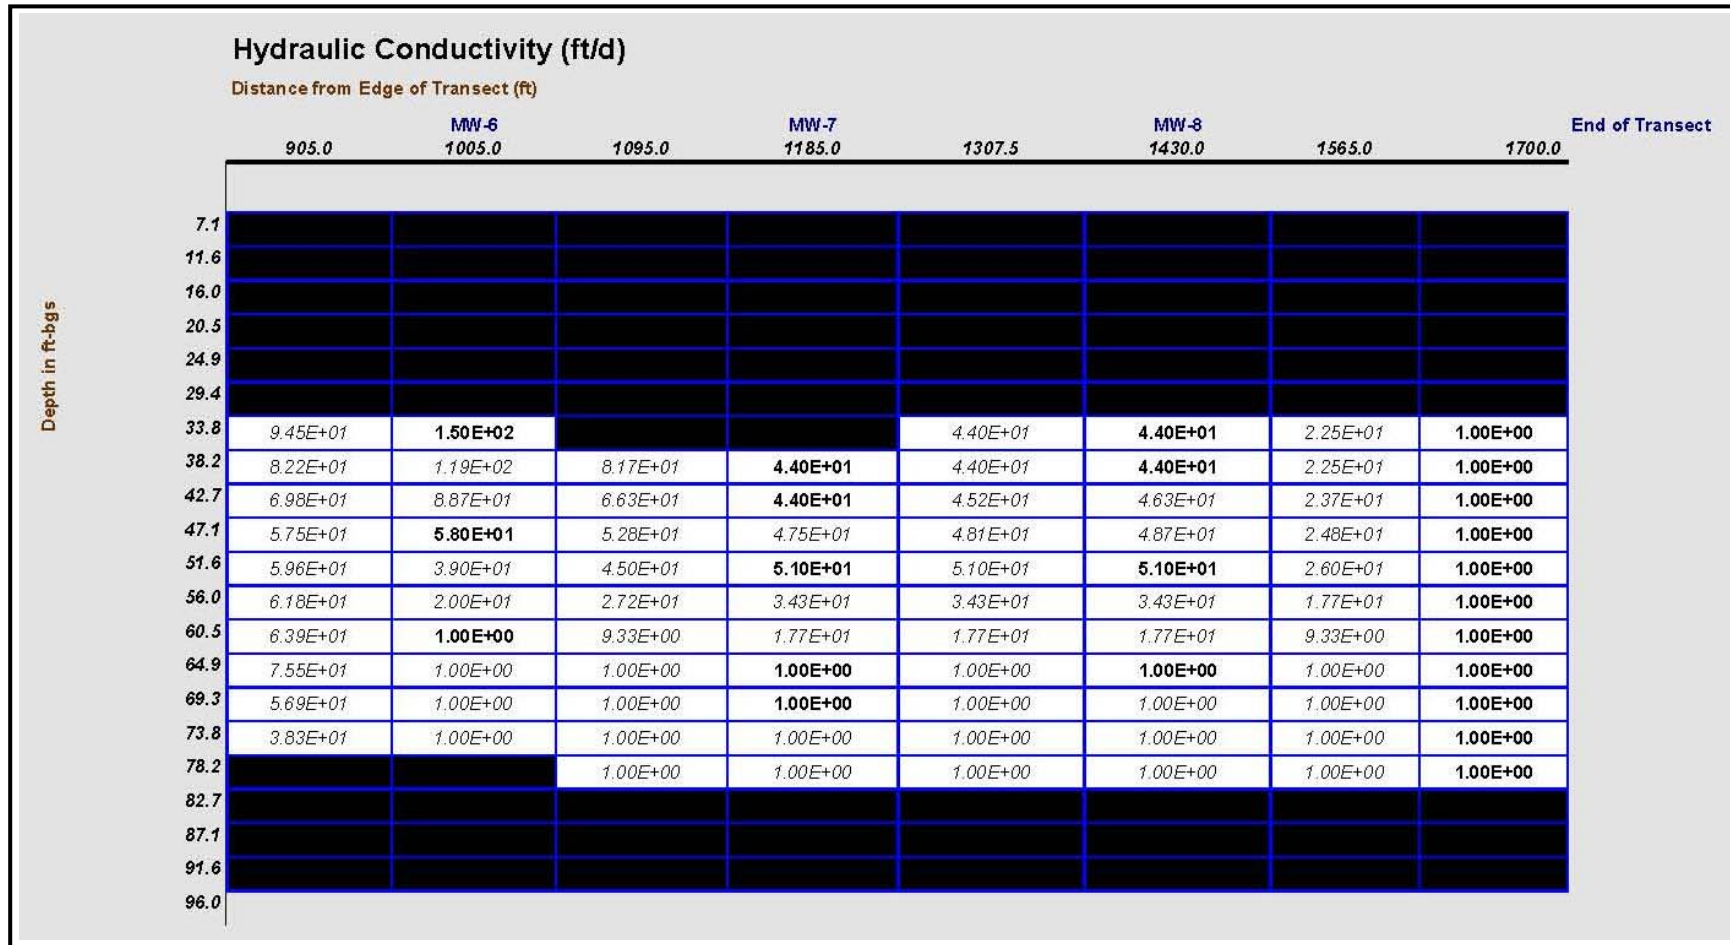 Hydraulic Conductivity (ft/d)
Distance from Edge of Transect (ft)
MW-6 MW-7 MW-8 End of Transect
905.0 1005.0 1095.0 1185.0 1307.5 1430.0 1565.0 1700.0
Depth in ft-bgs
7.1
11.6
16.0
20.5
24.9
29.4
33.8 9.45E+01 1.50E+02 4.40E+01 4.40E+01 2.25E+01 1.00E+00
38.2 8.22E+01 1.19E+02 8.17E+01 4.40E+01 4.40E+01 4.40E+01 2.25E+01 1.00E+00
42.7 6.98E+01 8.87E+01 6.63E+01 4.40E+01 4.52E+01 4.63E+01 2.37E+01 1.00E+00
47.1 5.75E+01 5.80E+01 5.28E+01 4.75E+01 4.81E+01 4.87E+01 2.48E+01 1.00E+00
51.6 5.96E+01 3.90E+01 4.50E+01 5.10E+01 5.10E+01 5.10E+01 2.60E+01 1.00E+00
56.0 6.18E+01 2.00E+01 2.72E+01 3.43E+01 3.43E+01 3.43E+01 1.77E+01 1.00E+00
60.5 6.39E+01 1.00E+00 9.33E+00 1.77E+01 1.77E+01 1.77E+01 9.33E+00 1.00E+00
64.9 7.55E+01 1.00E+00 1.00E+00 1.00E+00 1.00E+00 1.00E+00 1.00E+00 1.00E+00
69.3 5.69E+01 1.00E+00 1.00E+00 1.00E+00 1.00E+00 1.00E+00 1.00E+00 1.00E+00
73.8 3.83E+01 1.00E+00 1.00E+00 1.00E+00 1.00E+00 1.00E+00 1.00E+00 1.00E+00
78.2 1.00E+00 1.00E+00 1.00E+00 1.00E+00 1.00E+00 1.00E+00
82.7
87.1
91.6
96.0